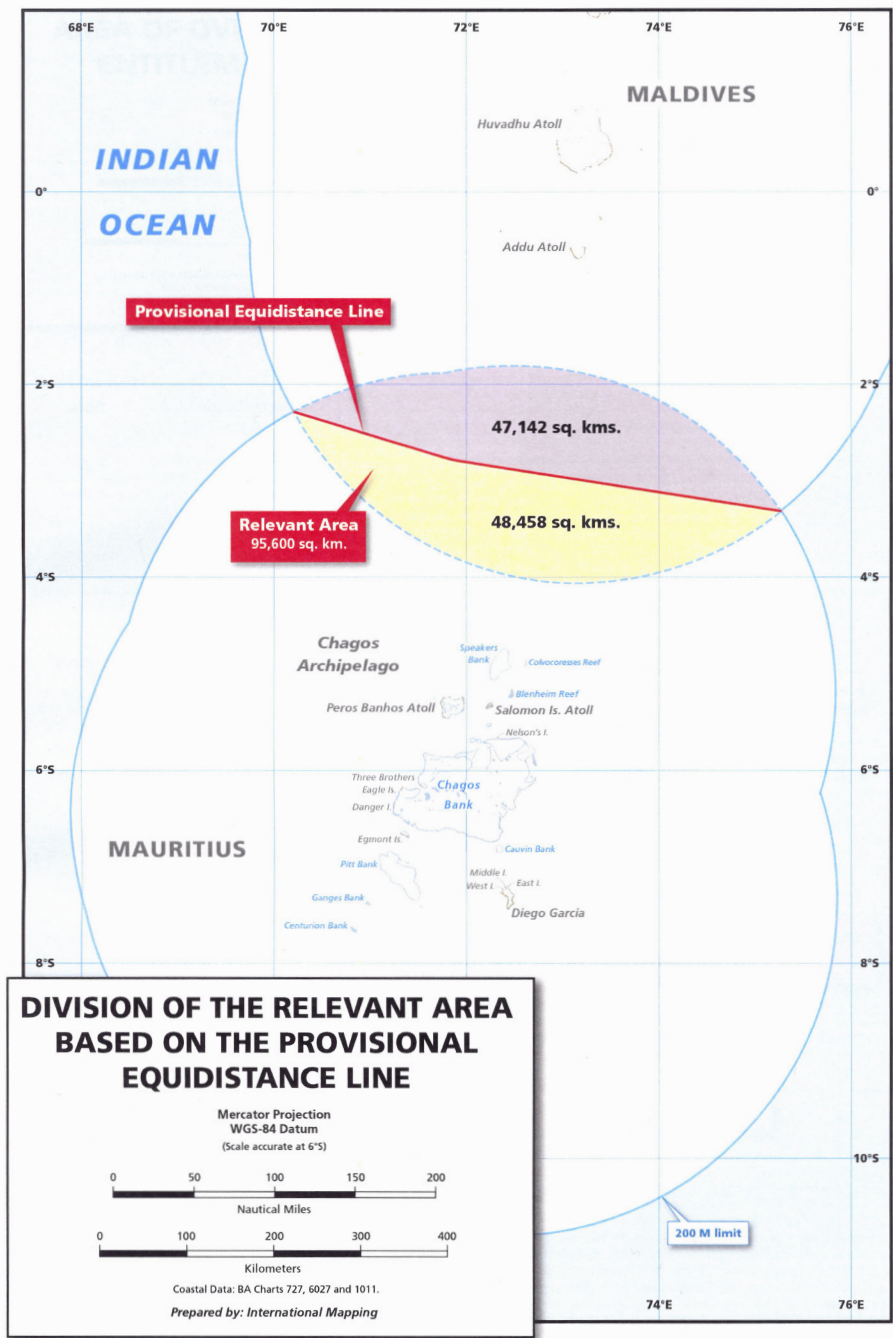 68°E
70°E
72°E
74°E
76°E
MALDIVES
Huvadhu Atoll
INDIAN
OCEAN
0°
0°
Addu Atoll
Provisional Equidistance Line
2°S
2°S
47,142 sq. kms.
Relevant Area
95,600 sq. km.
48,458 sq. kms.
4°S
4°S
Chagos
Archipelago
Speakers
Bank
Colvocoresses Reef
Blenheim Reef
Peros Banhos Atoll
Salomon Is. Atoll
Nelson's I.
6°S
6°S
Three Brothers
Eagle Is.
Chagos
Bank
Danger I.
Egmont Is.
MAURITIUS
Cauvin Bank
Pitt Bank
Middle I.
West I.
East I.
Ganges Bank
Diego Garcia
Centurion Bank
8°S
8°S
DIVISION OF THE RELEVANT AREA
BASED ON THE PROVISIONAL
EQUIDISTANCE LINE
Mercator Projection
WGS-84 Datum
(Scale accurate at 6°S)
0 50 100 150 200
Nautical Miles
0 100 200 300 400
Kilometers
Coastal Data: BA Charts 727, 6027 and 1011.
Prepared by: International Mapping
10°S
200 M limit
74°E
76°E